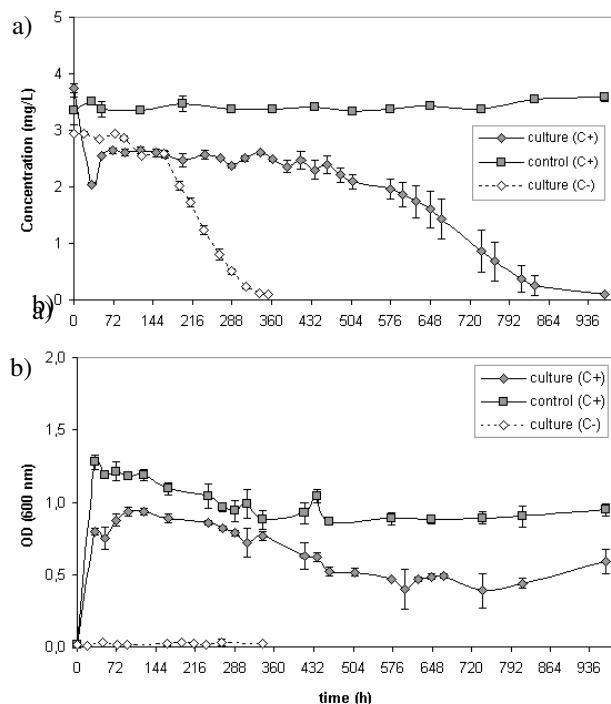 a)
5
4
3
2
1
0
Concentration (mg/L)
culture (C+)
control (C+)
culture (C-)
0 72 144 216 288 360 432 504 576 648 720 792 864 936
b)
a)
b)
2,0
1,5
1,0
0,5
0,0
OD (600 nm)
culture (C+)
control (C+)
culture (C-)
0 72 144 216 288 360 432 504 576 648 720 792 864 936
time (h)